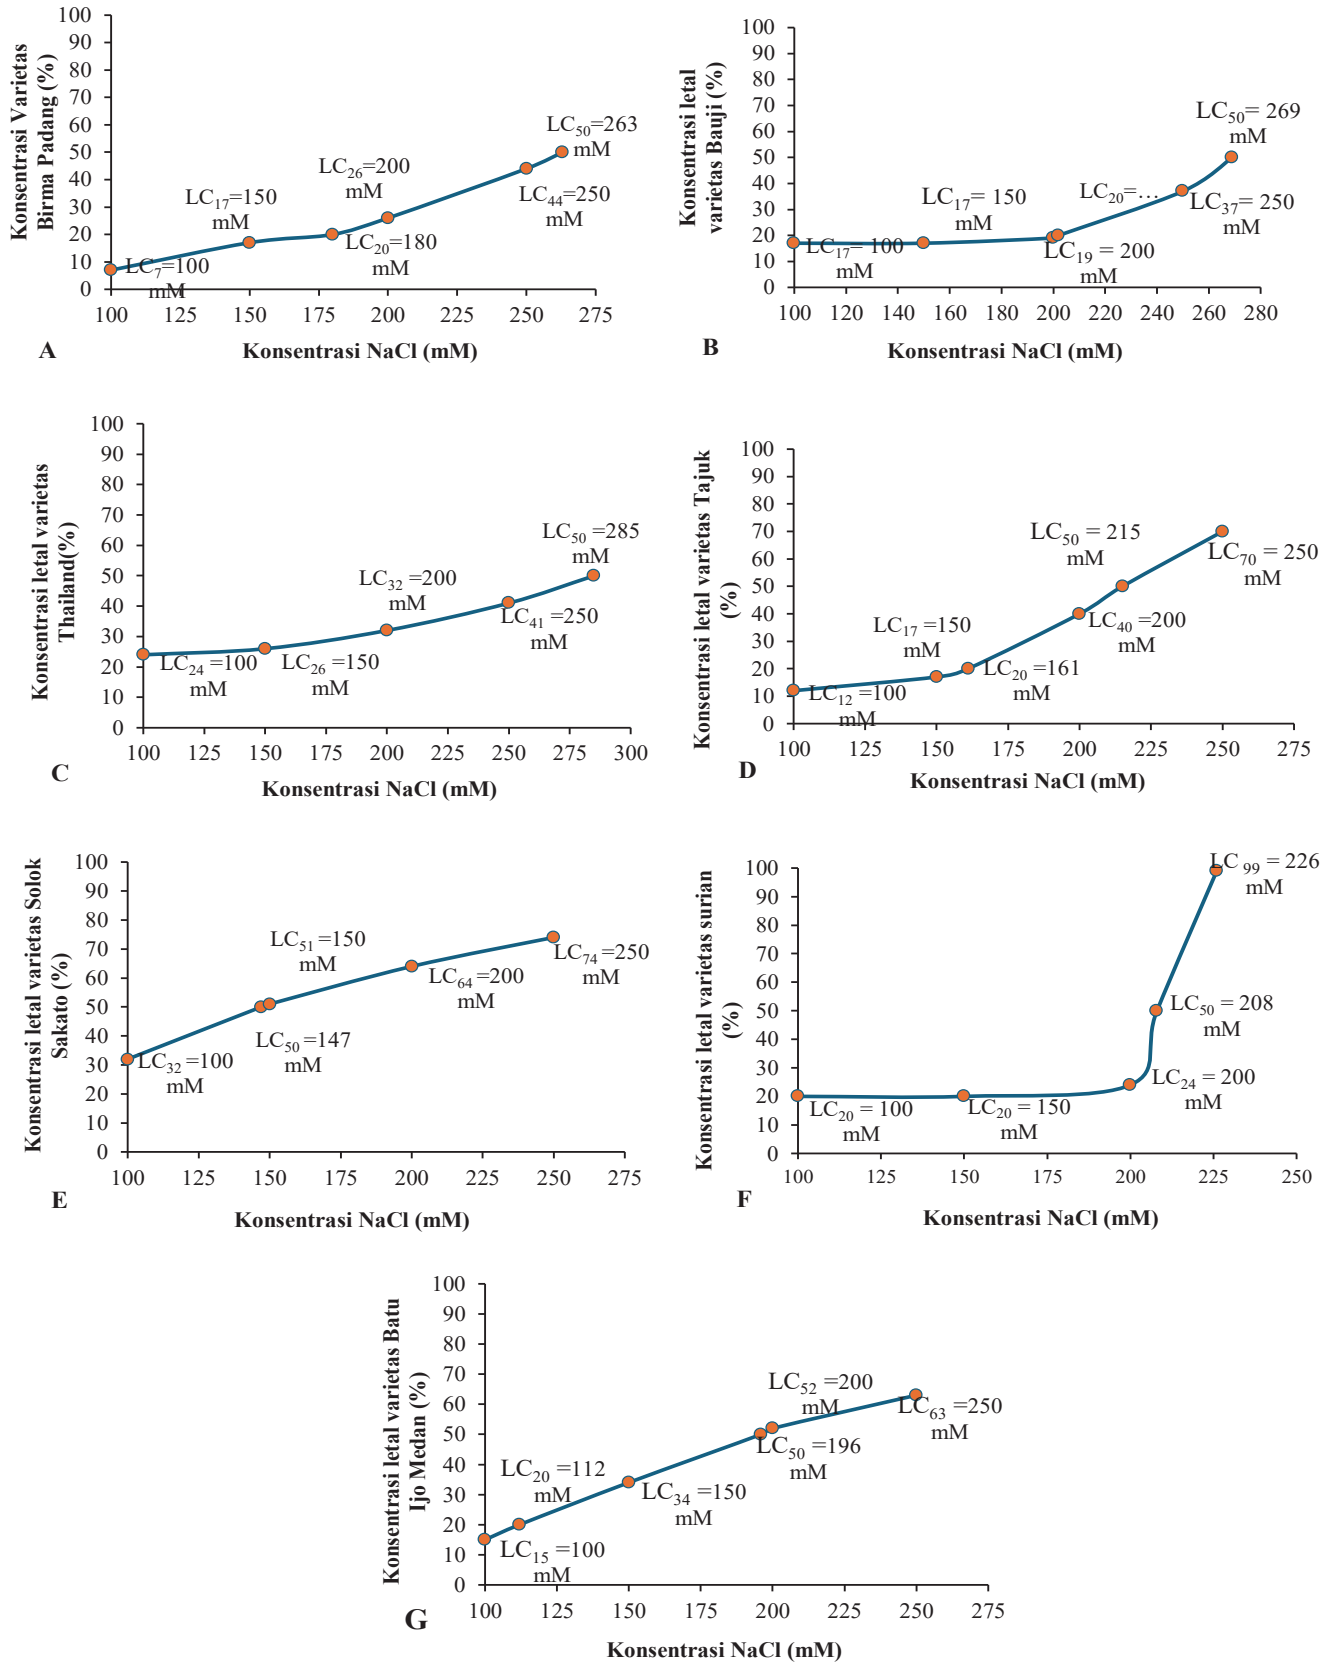 Konsentrasi Varietas
Birma Padang (%)
100
90
80
70
60
50
40
30
20
10
0
LC7=100
mM
LC17=150
mM
LC20=180
mM
LC26=200
mM
LC44=250
mM
LC50=263
mM
100 125 150 175 200 225 250 275
Konsentrasi NaCl (mM)
A
Konsentrasi letal
varietas Bauji (%)
100
90
80
70
60
50
40
30
20
10
0
LC17= 100
mM
LC17= 150
mM
LC19= 200
mM
LC20=…
LC37= 250
mM
LC50= 269
mM
100 120 140 160 180 200 220 240 260 280
Konsentrasi NaCl (mM)
B
Konsentrasi letal varietas
Thailand(%)
100
90
80
70
60
50
40
30
20
10
0
LC24 =100
mM
LC26 =150
mM
LC32 =200
mM
LC41 =250
mM
LC50 =285
mM
100 125 150 175 200 225 250 275 300
Konsentrasi NaCl (mM)
C
Konsentrasi letal varietas Tajuk
(%)
100
90
80
70
60
50
40
30
20
10
0
LC12 =100
mM
LC17 =150
mM
LC20 =161
mM
LC40 =200
mM
LC50 = 215
mM
LC70 = 250
mM
100 125 150 175 200 225 250 275
Konsentrasi NaCl (mM)
D
Konsentrasi letal varietas Solok
Sakato (%)
100
90
80
70
60
50
40
30
20
10
0
LC32 =100
mM
LC50 =147
mM
LC51 =150
mM
LC64 =200
mM
LC74 =250
mM
100 125 150 175 200 225 250 275
Konsentrasi NaCl (mM)
E
Konsentrasi letal varietas surian
(%)
100
90
80
70
60
50
40
30
20
10
0
LC20 = 100
mM
LC20 = 150
mM
LC24 = 200
mM
LC50 = 208
mM
LC 99 = 226
mM
100 125 150 175 200 225 250
Konsentrasi NaCl (mM)
F
Konsentrasi letal varietas Batu
Ijo Medan (%)
100
90
80
70
60
50
40
30
20
10
0
LC15 =100
mM
LC20 =112
mM
LC34 =150
mM
LC50 =196
mM
LC52 =200
mM
LC63 =250
mM
100 125 150 175 200 225 250 275
Konsentrasi NaCl (mM)
G